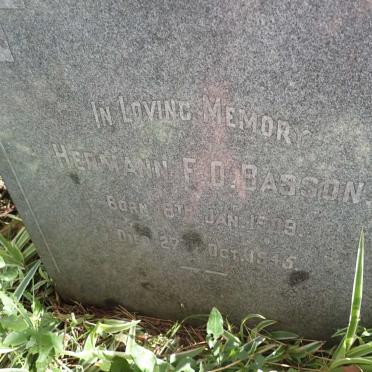 IN LOVING MEMORY
HERMANN F.O. BASSON.
BORN 8TH JAN. 1909.
DIED 27TH OCT. 1945.